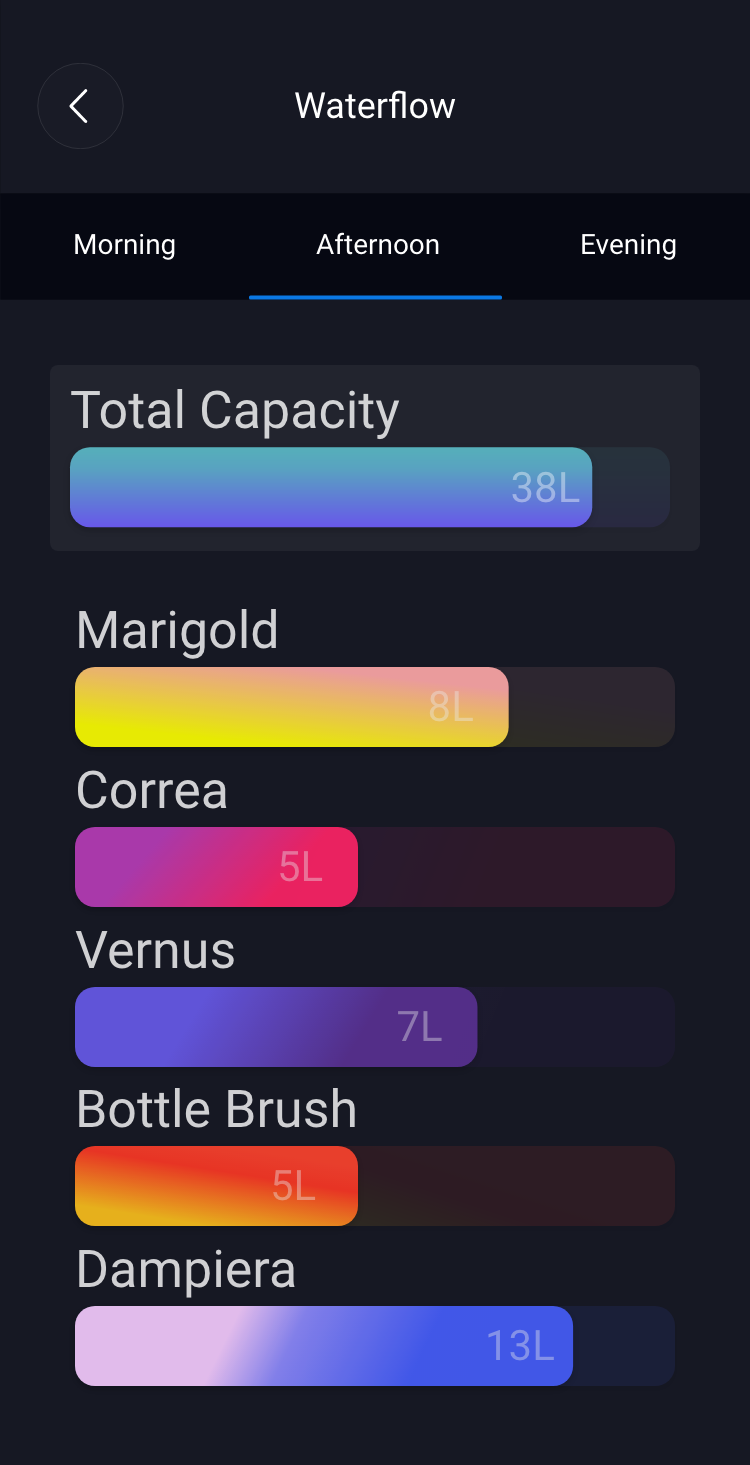 Waterflow
Morning Afternoon Evening
Total Capacity
38L
Marigold
8L
Correa
5L
Vernus
7L
Bottle Brush
5L
Dampiera
13L